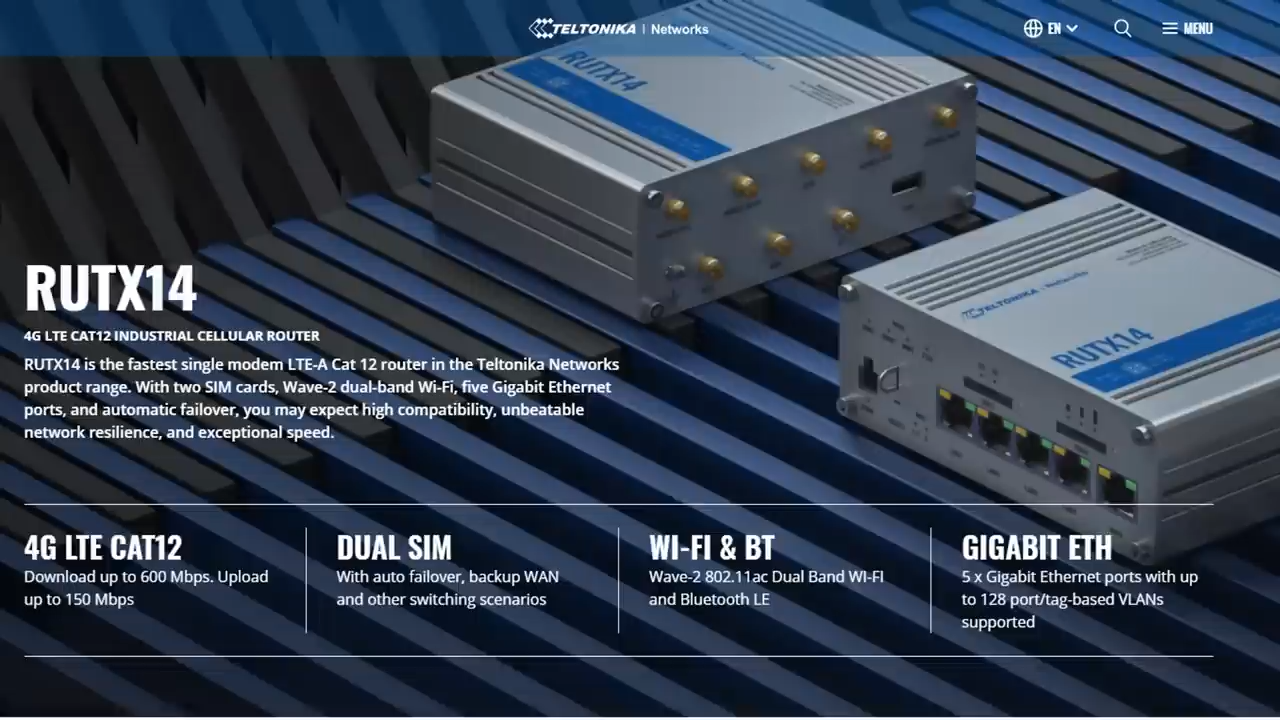 TELTONIKA | Networks
EN
MENU
RUTX14
TELTONIKA | Networks
RUTX14
RUTX14
4G LTE CAT12 INDUSTRIAL CELLULAR ROUTER
RUTX14 is the fastest single modem LTE-A Cat 12 router in the Teltonika Networks
product range. With two SIM cards, Wave-2 dual-band Wi-Fi, five Gigabit Ethernet
ports, and automatic failover, you may expect high compatibility, unbeatable
network resilience, and exceptional speed.
4G LTE CAT12
Download up to 600 Mbps. Upload
up to 150 Mbps
DUAL SIM
With auto failover, backup WAN
and other switching scenarios
WI-FI & BT
Wave-2 802.11ac Dual Band WI-FI
and Bluetooth LE
GIGABIT ETH
5 x Gigabit Ethernet ports with up
to 128 port/tag-based VLANs
supported